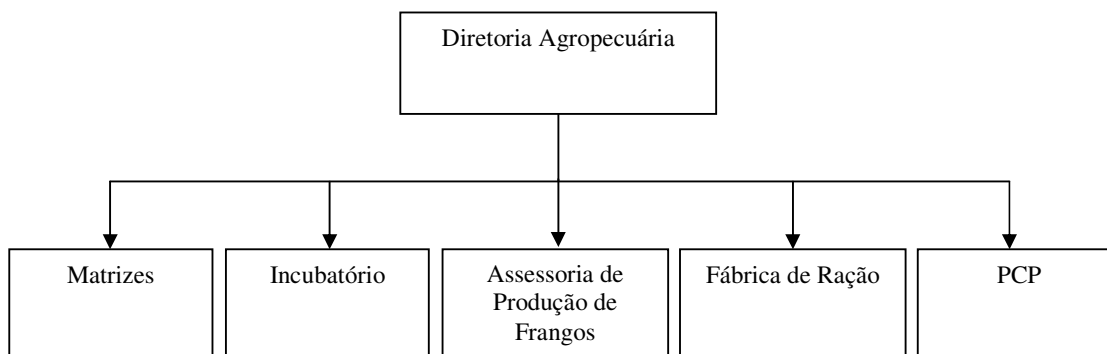 Diretoria Agropecuária
Matrizes
Incubatório
Assessoria de
Produção de
Frangos
Fábrica de Ração
PCP